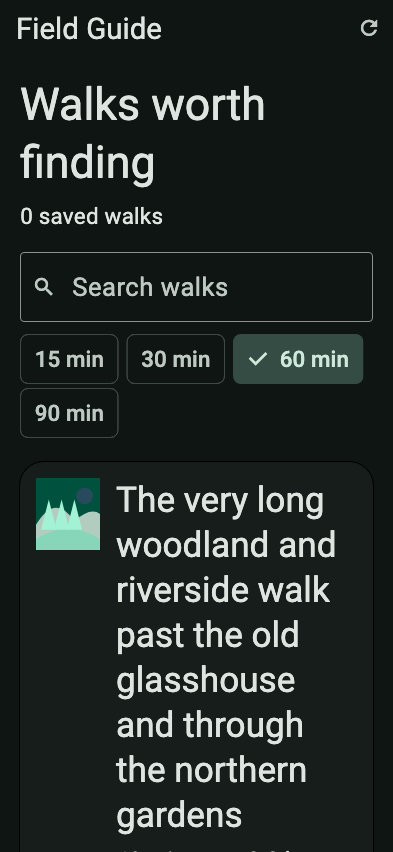 Field Guide
Walks worth
finding
0 saved walks
Search walks
15 min
30 min
60 min
90 min
The very long
woodland and
riverside walk
past the old
glasshouse
and through
the northern
gardens